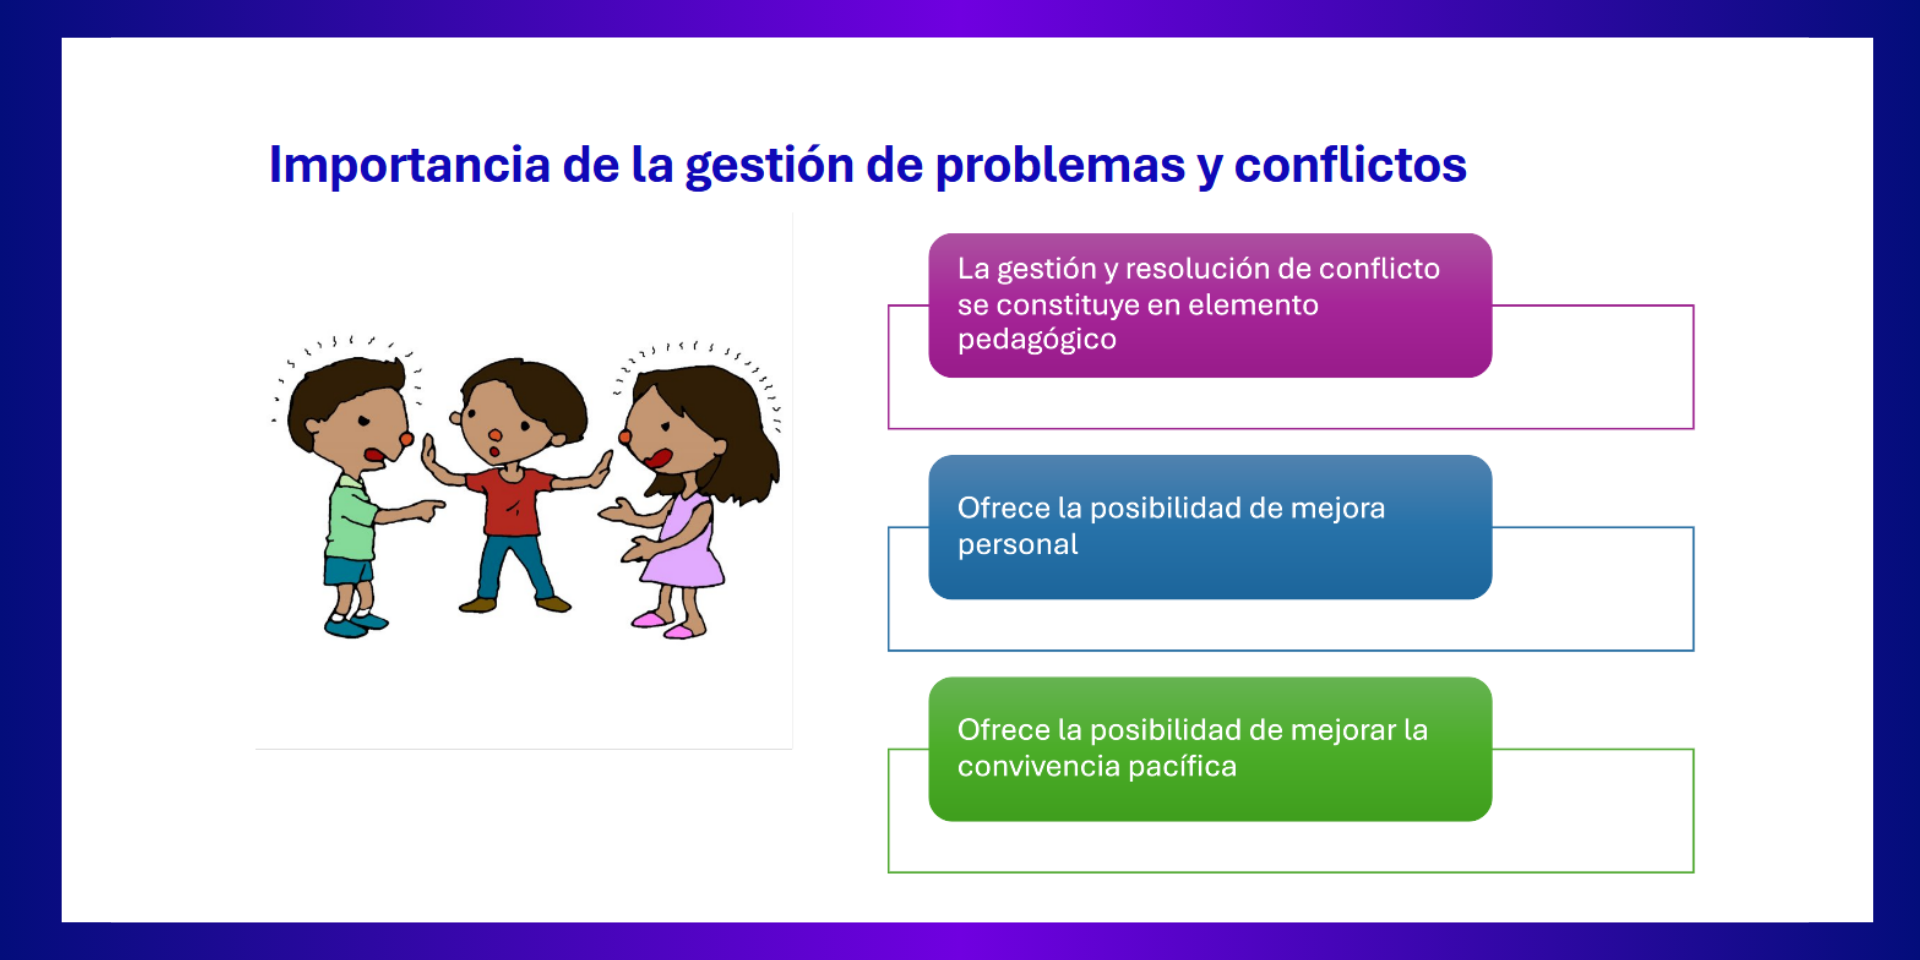 Importancia de la gestión de problemas y conflictos
La gestión y resolución de conflicto
se constituye en elemento
pedagógico
Ofrece la posibilidad de mejora
personal
Ofrece la posibilidad de mejorar la
convivencia pacífica